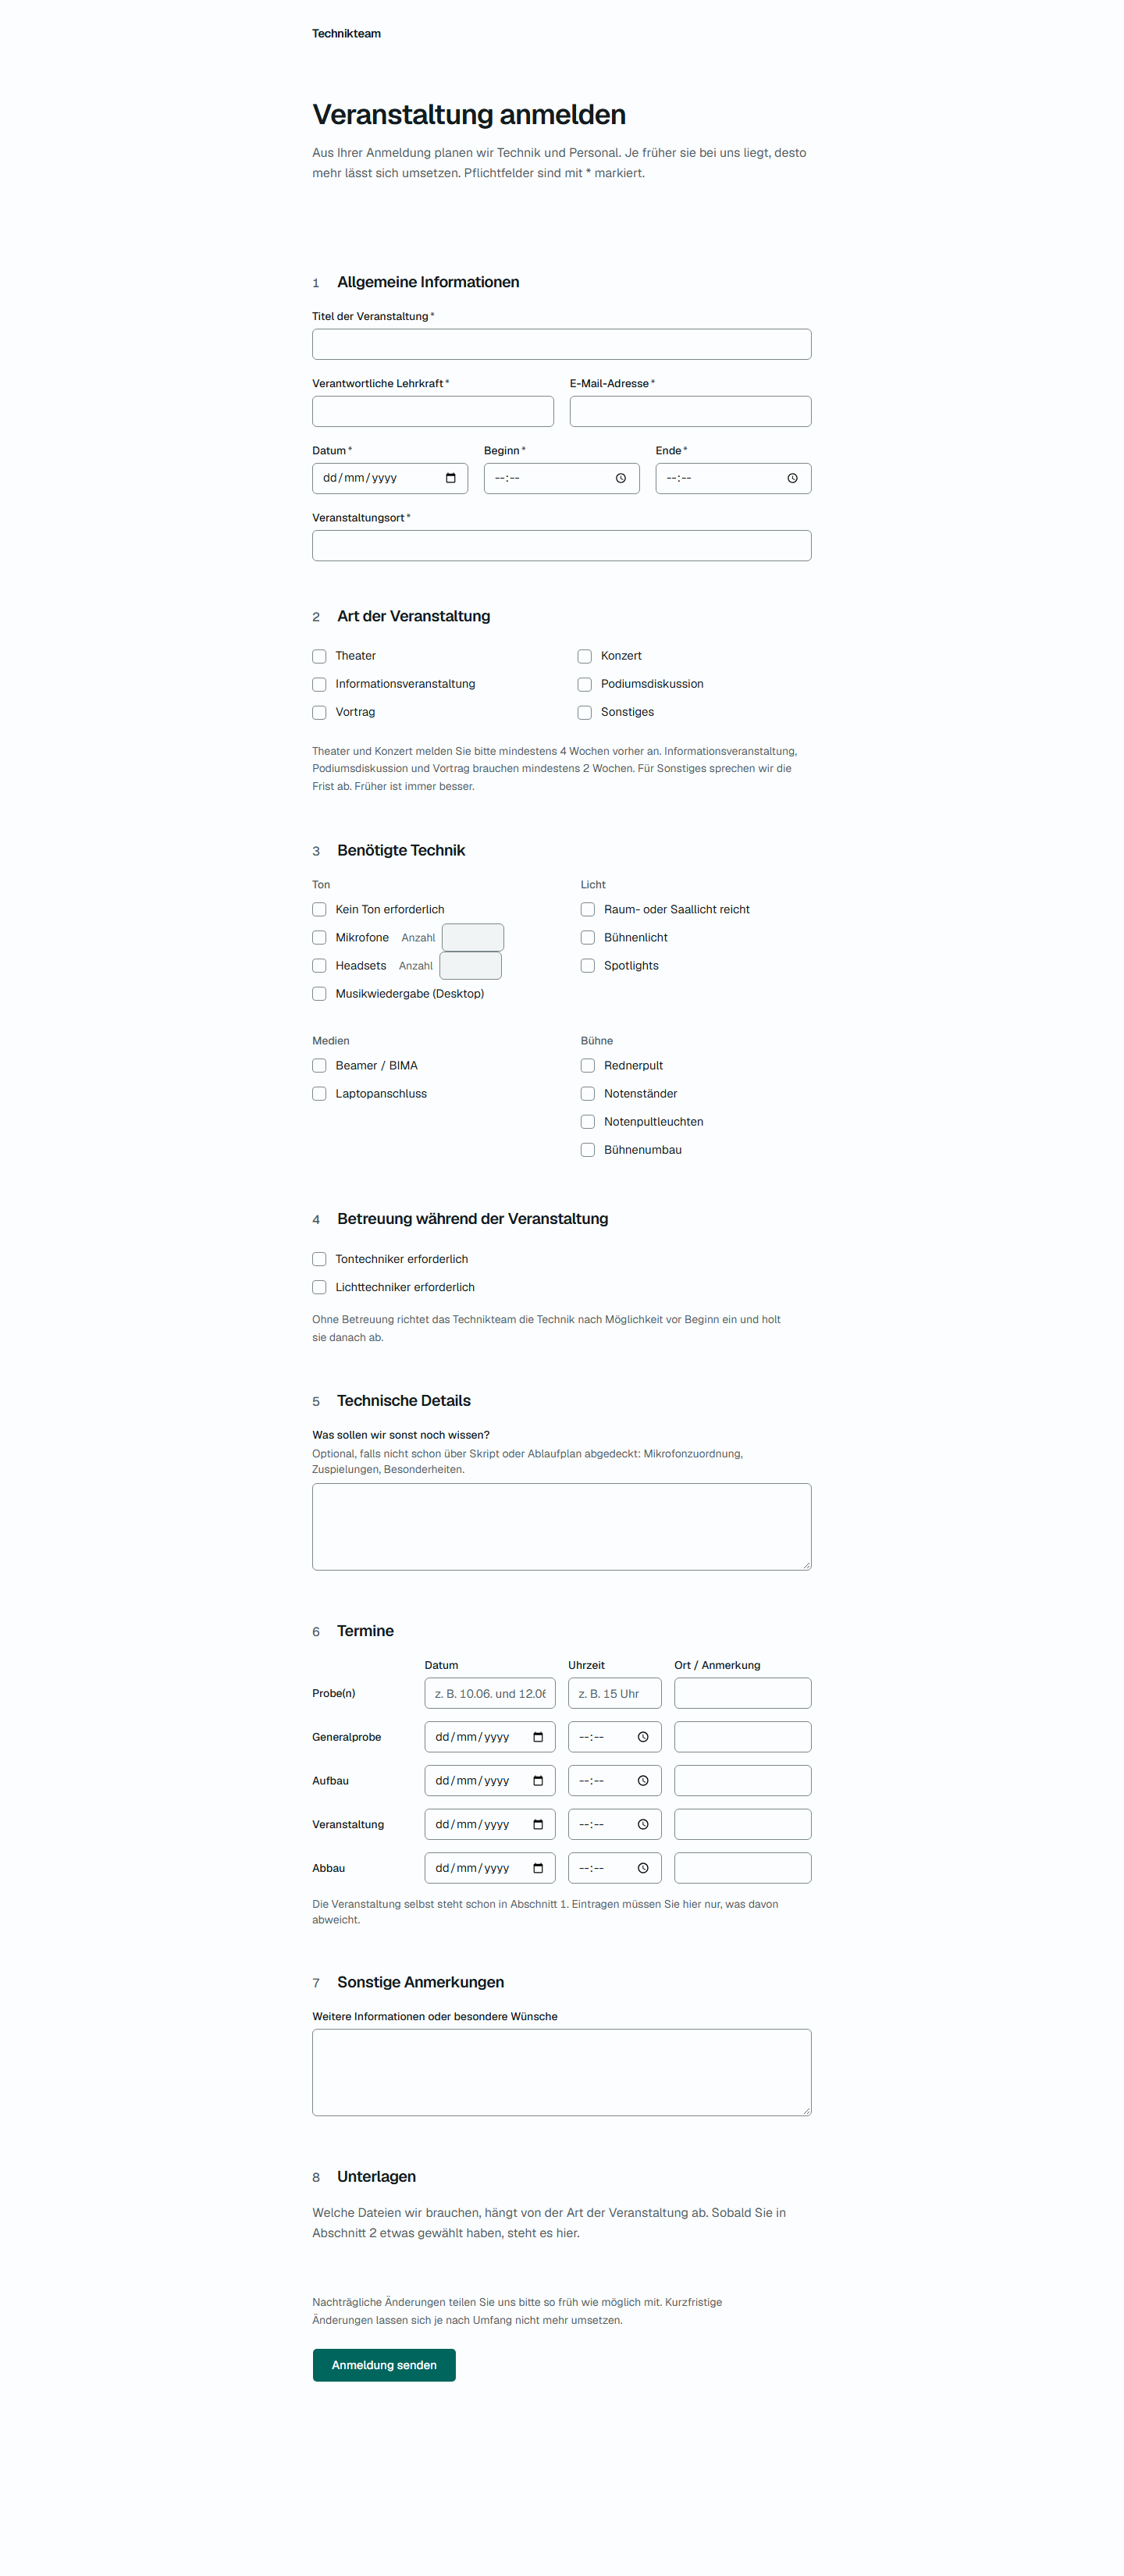 Technikteam
Veranstaltung anmelden
Aus Ihrer Anmeldung planen wir Technik und Personal. Je früher sie bei uns liegt, desto
mehr lässt sich umsetzen. Pflichtfelder sind mit * markiert.
1 Allgemeine Informationen
Titel der Veranstaltung *
Verantwortliche Lehrkraft * E-Mail-Adresse *
Datum * Beginn * Ende *
dd/mm/yyyy --:-- --:--
Veranstaltungsort *
2 Art der Veranstaltung
Theater Konzert
Informationsveranstaltung Podiumsdiskussion
Vortrag Sonstiges
Theater und Konzert melden Sie bitte mindestens 4 Wochen vorher an. Informationsveranstaltung,
Podiumsdiskussion und Vortrag brauchen mindestens 2 Wochen. Für Sonstiges sprechen wir die
Frist ab. Früher ist immer besser.
3 Benötigte Technik
Ton Licht
Kein Ton erforderlich Raum- oder Saallicht reicht
Mikrofone Anzahl Bühnenlicht
Headsets Anzahl Spotlights
Musikwiedergabe (Desktop)
Medien Bühne
Beamer / BIMA Rednerpult
Laptopanschluss Notenständer
Notenpultleuchten
Bühnenumbau
4 Betreuung während der Veranstaltung
Tontechniker erforderlich
Lichttechniker erforderlich
Ohne Betreuung richtet das Technikteam die Technik nach Möglichkeit vor Beginn ein und holt
sie danach ab.
5 Technische Details
Was sollen wir sonst noch wissen?
Optional, falls nicht schon über Skript oder Ablaufplan abgedeckt: Mikrofonzuordnung,
Zuspielungen, Besonderheiten.
6 Termine
Datum Uhrzeit Ort / Anmerkung
Probe(n) z. B. 10.06. und 12.06 z. B. 15 Uhr
Generalprobe dd/mm/yyyy --:--
Aufbau dd/mm/yyyy --:--
Veranstaltung dd/mm/yyyy --:--
Abbau dd/mm/yyyy --:--
Die Veranstaltung selbst steht schon in Abschnitt 1. Eintragen müssen Sie hier nur, was davon
abweicht.
7 Sonstige Anmerkungen
Weitere Informationen oder besondere Wünsche
8 Unterlagen
Welche Dateien wir brauchen, hängt von der Art der Veranstaltung ab. Sobald Sie in
Abschnitt 2 etwas gewählt haben, steht es hier.
Nachträgliche Änderungen teilen Sie uns bitte so früh wie möglich mit. Kurzfristige
Änderungen lassen sich je nach Umfang nicht mehr umsetzen.
Anmeldung senden